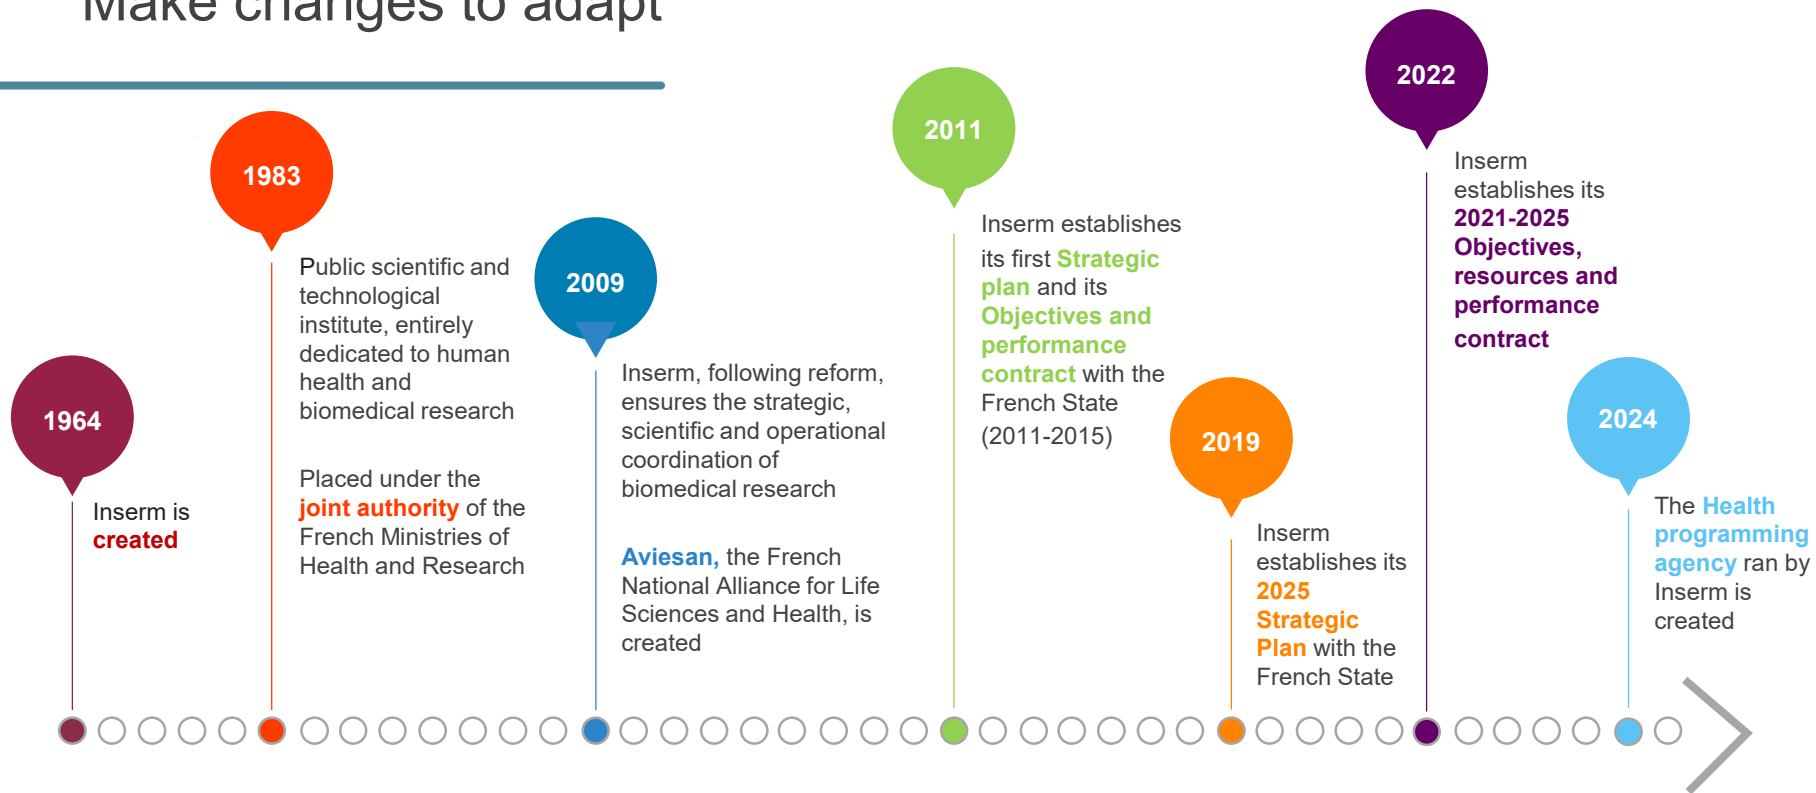 Make changes to adapt
1964
Inserm is
created
1983
Public scientific and
technological
institute, entirely
dedicated to human
health and
biomedical research
Placed under the
joint authority of the
French Ministries of
Health and Research
2009
Inserm, following reform,
ensures the strategic,
scientific and operational
coordination of
biomedical research
Aviesan, the French
National Alliance for Life
Sciences and Health, is
created
2011
Inserm establishes
its first Strategic
plan and its
Objectives and
performance
contract with the
French State
(2011-2015)
2019
Inserm
establishes its
2025
Strategic
Plan with the
French State
2022
Inserm
establishes its
2021-2025
Objectives,
resources and
performance
contract
2024
The Health
programming
agency ran by
Inserm is
created